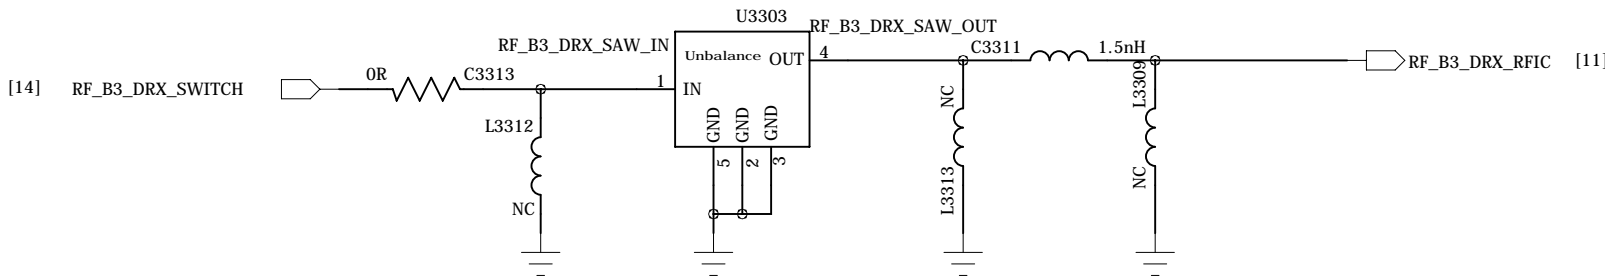 U3303
RF_B3_DRX_SAW_OUT
RF_B3_DRX_SAW_IN
Unbalance
OUT
4
C3311
1.5nH
RF_B3_DRX_RFIC
[11]
[14]
RF_B3_DRX_SWITCH
0R
C3313
1
IN
L3312
NC
GND
GND
GND
5
2
3
NC
L3313
L3309
NC